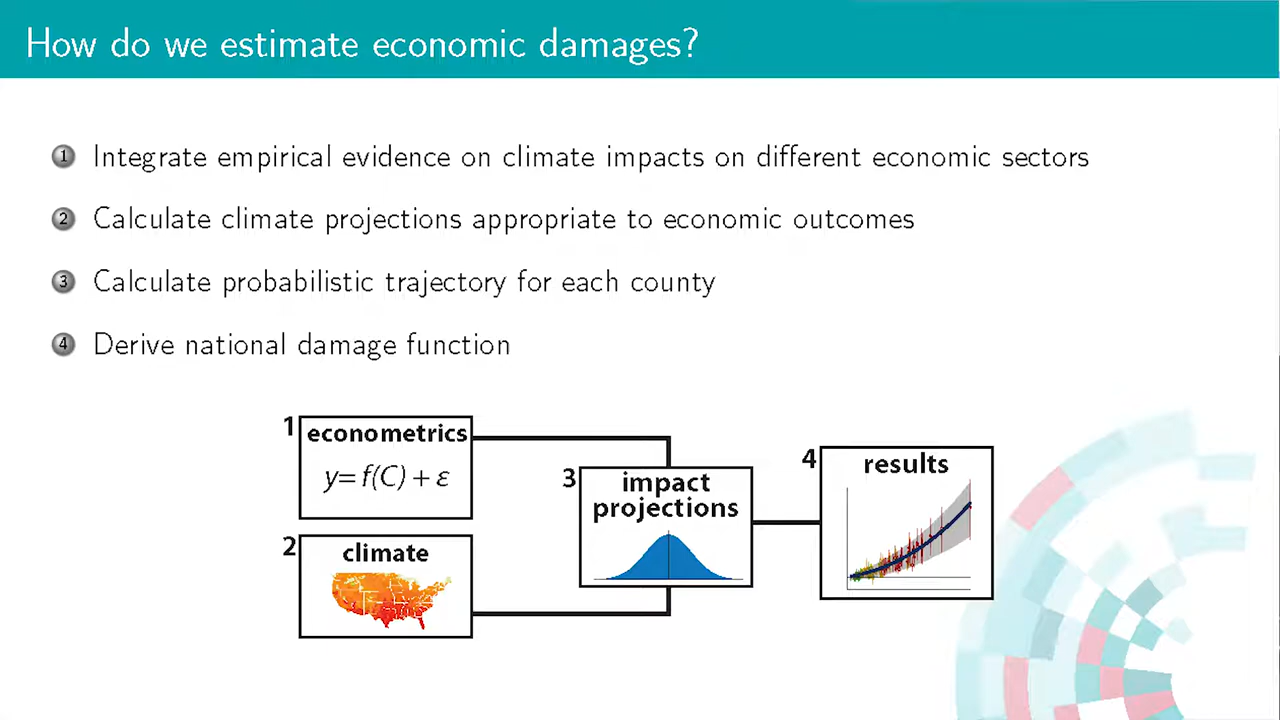 How do we estimate economic damages?
1 Integrate empirical evidence on climate impacts on different economic sectors
2 Calculate climate projections appropriate to economic outcomes
3 Calculate probabilistic trajectory for each county
4 Derive national damage function
1 econometrics
y= f(C) + ε
2 climate
3 impact
projections
4 results